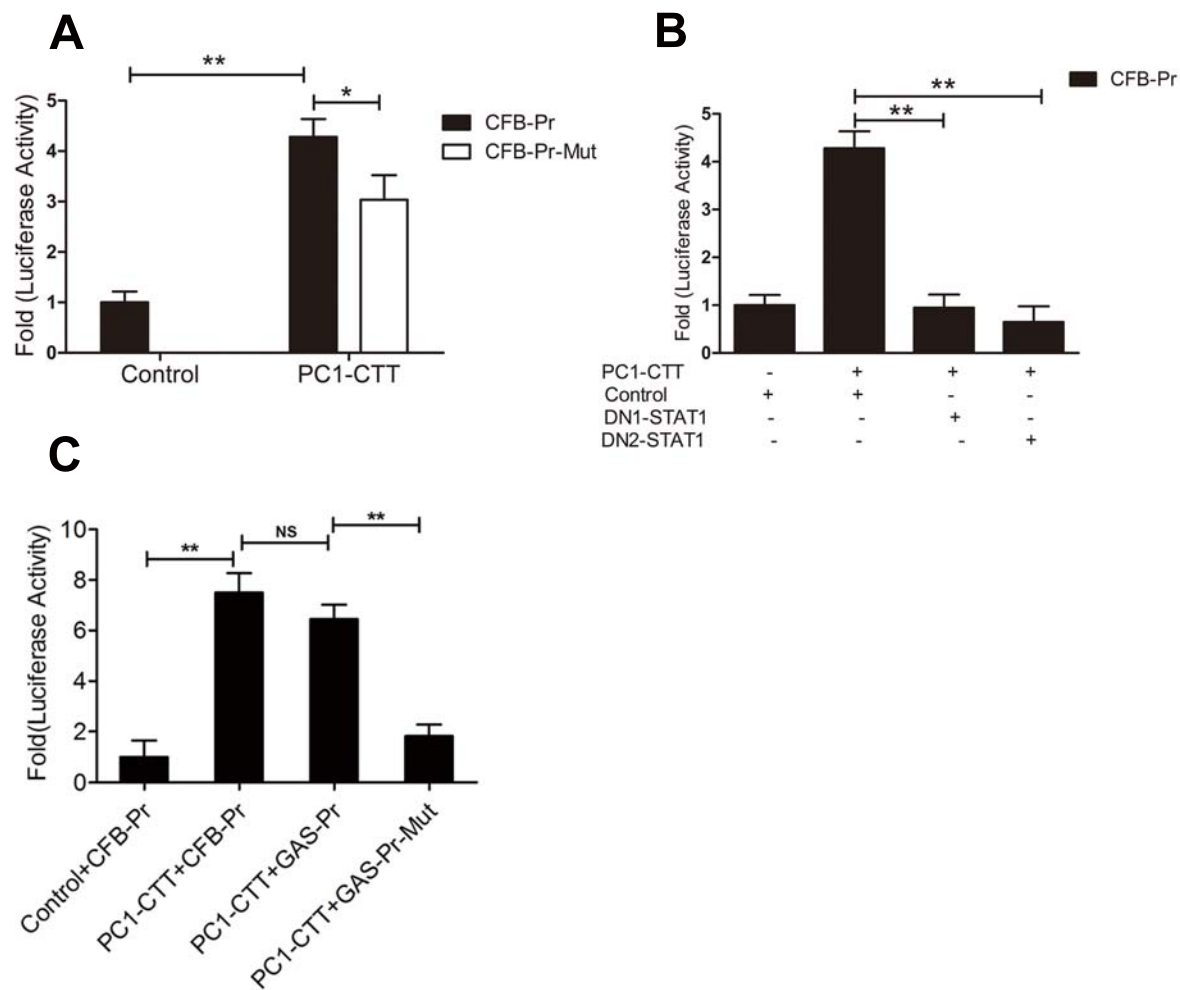 A
**
*
Fold (Luciferase Activity)
5
4
3
2
1
0
Control
PC1-CTT
CFB-Pr
CFB-Pr-Mut
B
**
**
CFB-Pr
Fold (Luciferase Activity)
5
4
3
2
1
0
PC1-CTT - + + +
Control + + - -
DN1-STAT1 - - + -
DN2-STAT1 - - - +
C
**
NS
**
Fold(Luciferase Activity)
10
8
6
4
2
0
Control+CFB-Pr
PC1-CTT+CFB-Pr
PC1-CTT+GAS-Pr
PC1-CTT+GAS-Pr-Mut